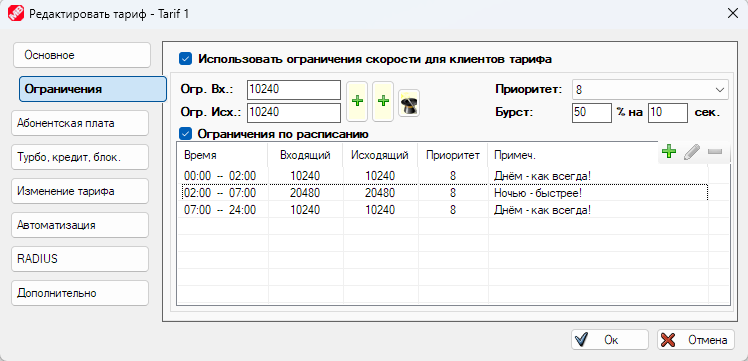 Редактировать тариф - Tarif 1
Основное
Ограничения
Абонентская плата
Турбо, кредит, блок.
Изменение тарифа
Автоматизация
RADIUS
Дополнительно
Использовать ограничения скорости для клиентов тарифа
Огр. Вх.: 10240 Приоритет: 8
Огр. Исх.: 10240 Бурст: 50 % на 10 сек.
Ограничения по расписанию
Время Входящий Исходящий Приоритет Примеч.
00:00 -- 02:00 10240 10240 8 Днём - как всегда!
02:00 -- 07:00 20480 20480 8 Ночью - быстрее!
07:00 -- 24:00 10240 10240 8 Днём - как всегда!
Ок Отмена